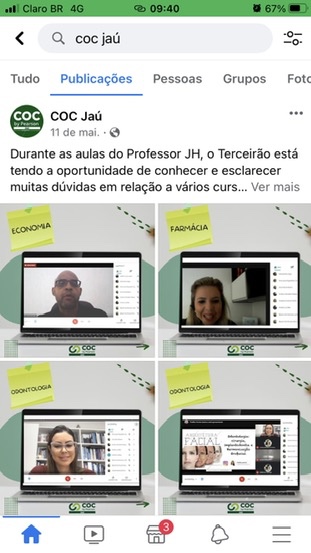 Claro BR 4G 09:40 67%
coc jaú
Tudo Publicações Pessoas Grupos Foto
COC
by Pearson
COC Jaú
11 de mai. ·
Durante as aulas do Professor JH, o Terceirão está
tendo a oportunidade de conhecer e esclarecer
muitas dúvidas em relação a vários curs... Ver mais
ECONOMIA
FARMÁCIA
COC
COC
ODONTOLOGIA
ODONTOLOGIA
FACIAL
COC
COC
3